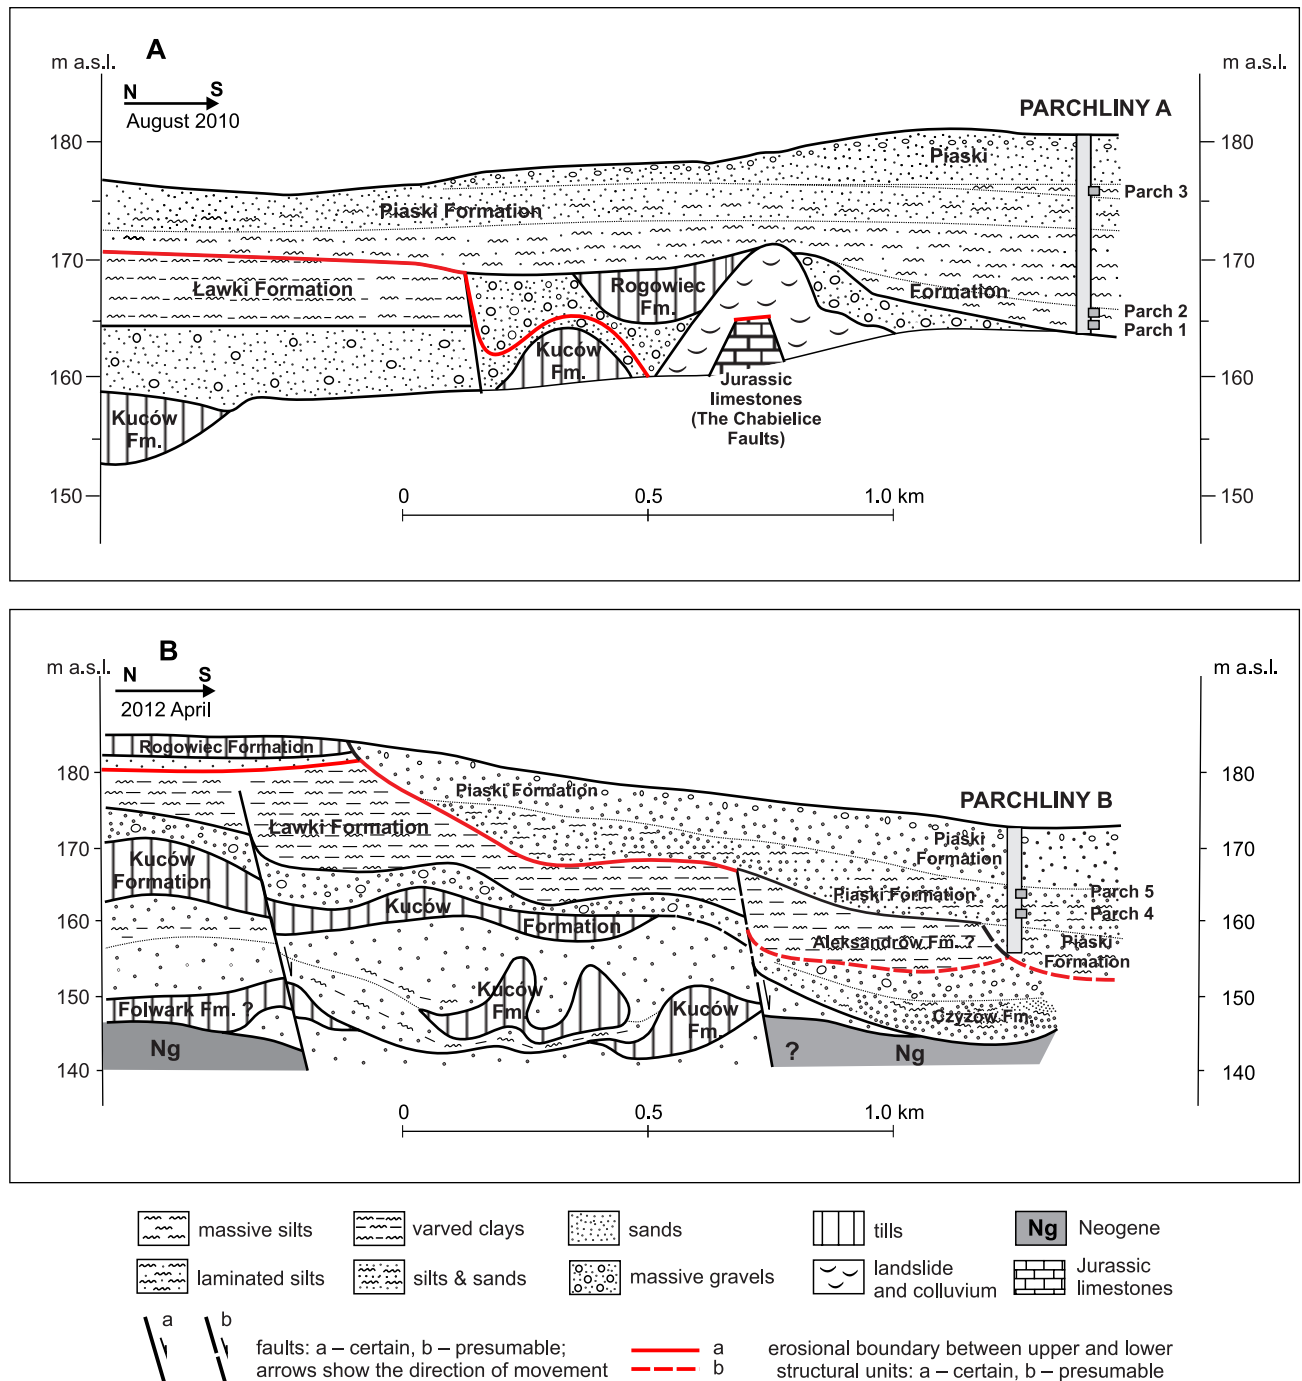 A
m a.s.l.
m a.s.l.
N S
August 2010
PARCHLINY A
180
180
Piaski
Parch 3
Piaski Formation
170
170
Ławki Formation
Rogowiec
Fm.
Formation
Parch 2
Parch 1
Kuców
Fm.
160
160
Jurassic
limestones
(The Chabielice
Faults)
Kuców
Fm.
150
150
0 0.5 1.0 km
B
m a.s.l.
m a.s.l.
N S
2012 April
Rogowiec Formation
180
180
Piaski Formation
PARCHLINY B
Ławki Formation
Piaski
Formation
170
170
Kuców
Formation
Piaski Formation
Parch 5
Kuców
Parch 4
160
160
Formation
Aleksandrów Fm. ?
Piaski
Formation
Kuców
Fm.
150
150
Folwark Fm. ?
Kuców
Fm.
Czyżów Fm.
Ng
?
Ng
140
140
0 0.5 1.0 km
massive silts
varved clays
sands
tills
Ng Neogene
laminated silts
silts & sands
massive gravels
landslide
and colluvium
Jurassic
limestones
a b
faults: a – certain, b – presumable;
arrows show the direction of movement
a
b
erosional boundary between upper and lower
structural units: a – certain, b – presumable